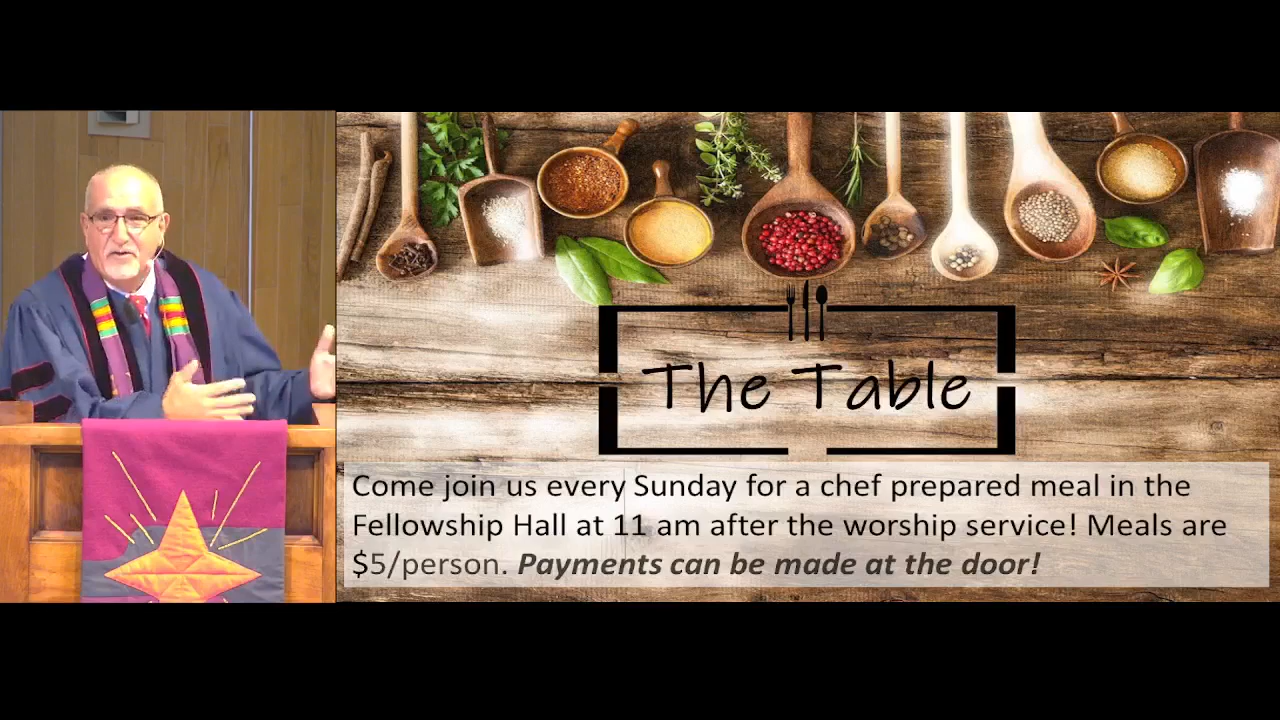 The Table
Come join us every Sunday for a chef prepared meal in the
Fellowship Hall at 11 am after the worship service! Meals are
$5/person. Payments can be made at the door!